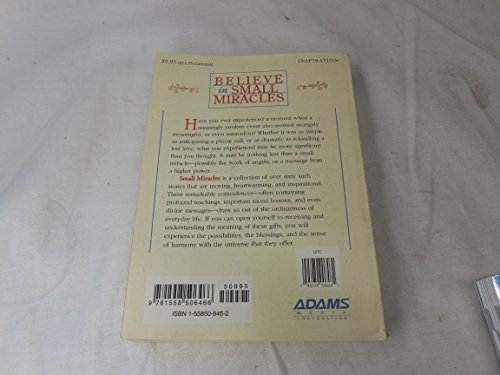 $9.95 ($14.95 CANADA)
INSPIRATION
BELIEVE
in SMALL
MIRACLES
Have you ever experienced a moment when a
seemingly random event also seemed strangely
meaningful, or even miraculous? Whether it was as simple
as anticipating a phone call, or as dramatic as rekindling a
lost love, what you experienced may be more significant
than you thought. It may be nothing less than a small
miracle—possibly the work of angels, or a message from
a higher power.
Small Miracles is a collection of over sixty such
stories that are moving, heartwarming, and inspirational.
These remarkable coincidences—often containing
profound teachings, important moral lessons, and even
divine messages—draw us out of the ordinariness of
everyday life. If you can open yourself to receiving and
understanding the meaning of these gifts, you will
experience the possibilities, the blessings, and the sense
of harmony with the universe that they offer.
50995
9 781558 506466
ISBN 1-55850-646-2
ADAMS
MEDIA
CORPORATION